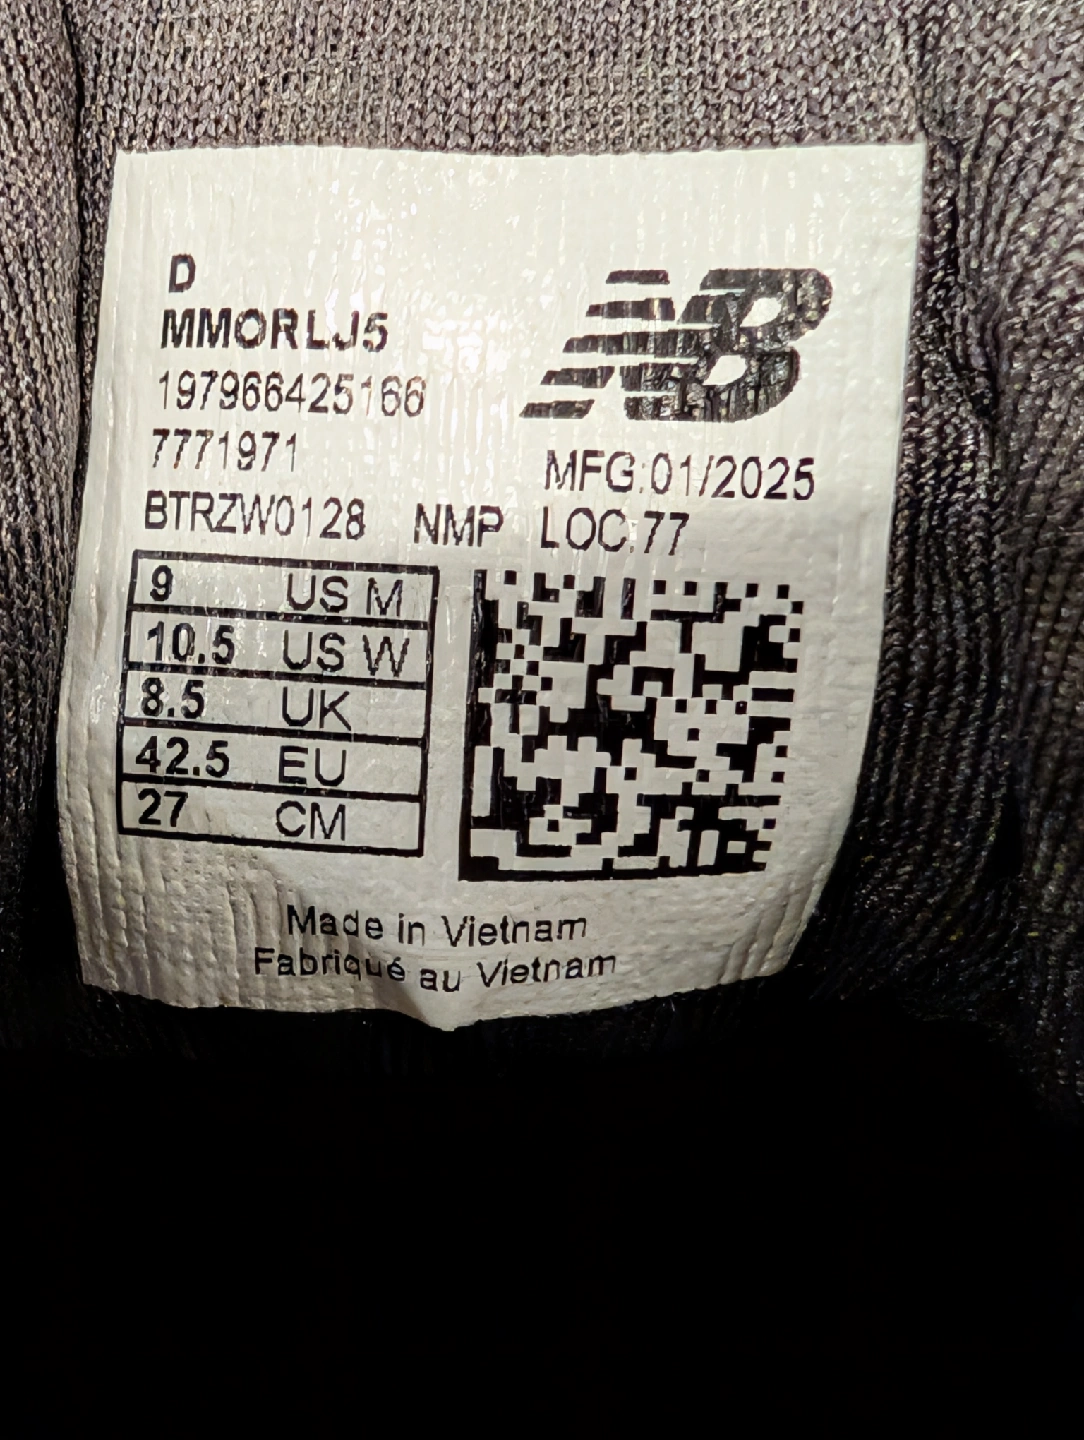 D
MMORLJ5
197966425166
7771971
MFG:01/2025
BTRZW0128 NMP LOC:77
9 US M
10.5 US W
8.5 UK
42.5 EU
27 CM
Made in Vietnam
Fabriqué au Vietnam